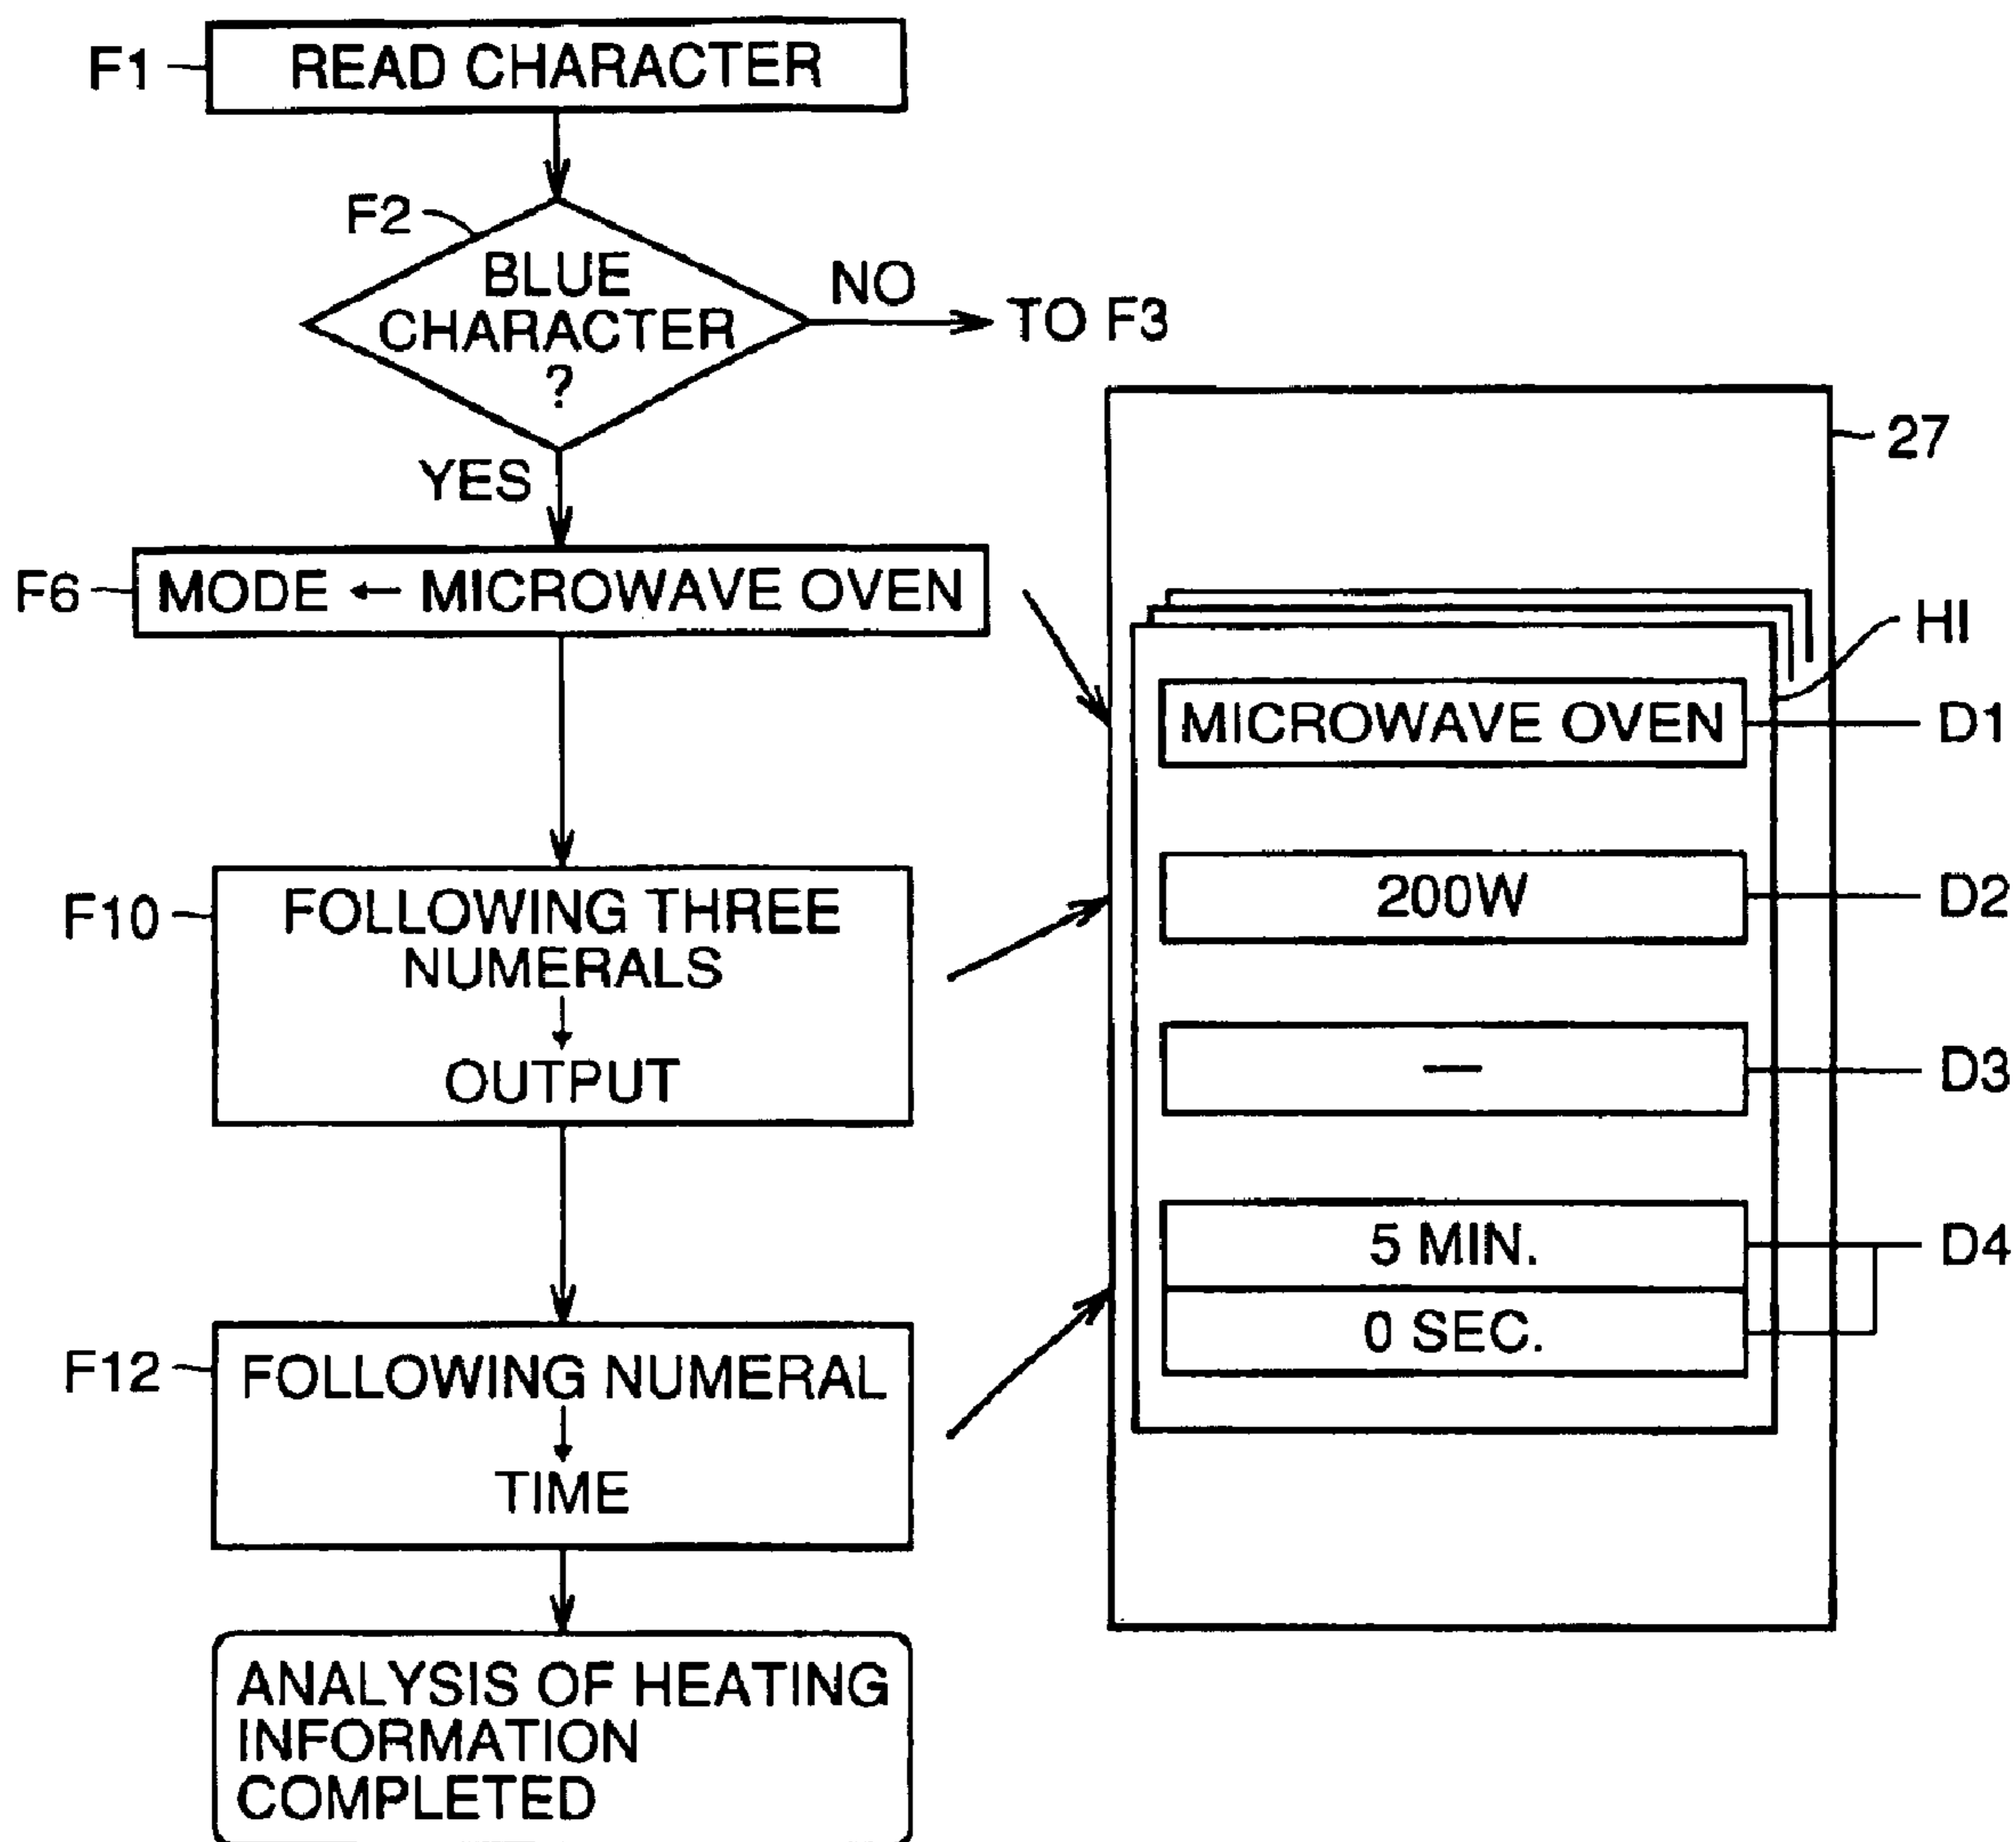 F1
READ CHARACTER
F2
BLUE
CHARACTER
?
NO
TO F3
YES
F6
MODE ← MICROWAVE OVEN
F10
FOLLOWING THREE
NUMERALS
↓
OUTPUT
F12
FOLLOWING NUMERAL
↓
TIME
ANALYSIS OF HEATING
INFORMATION
COMPLETED
27
HI
MICROWAVE OVEN
D1
200W
D2
—
D3
5 MIN.
D4
0 SEC.